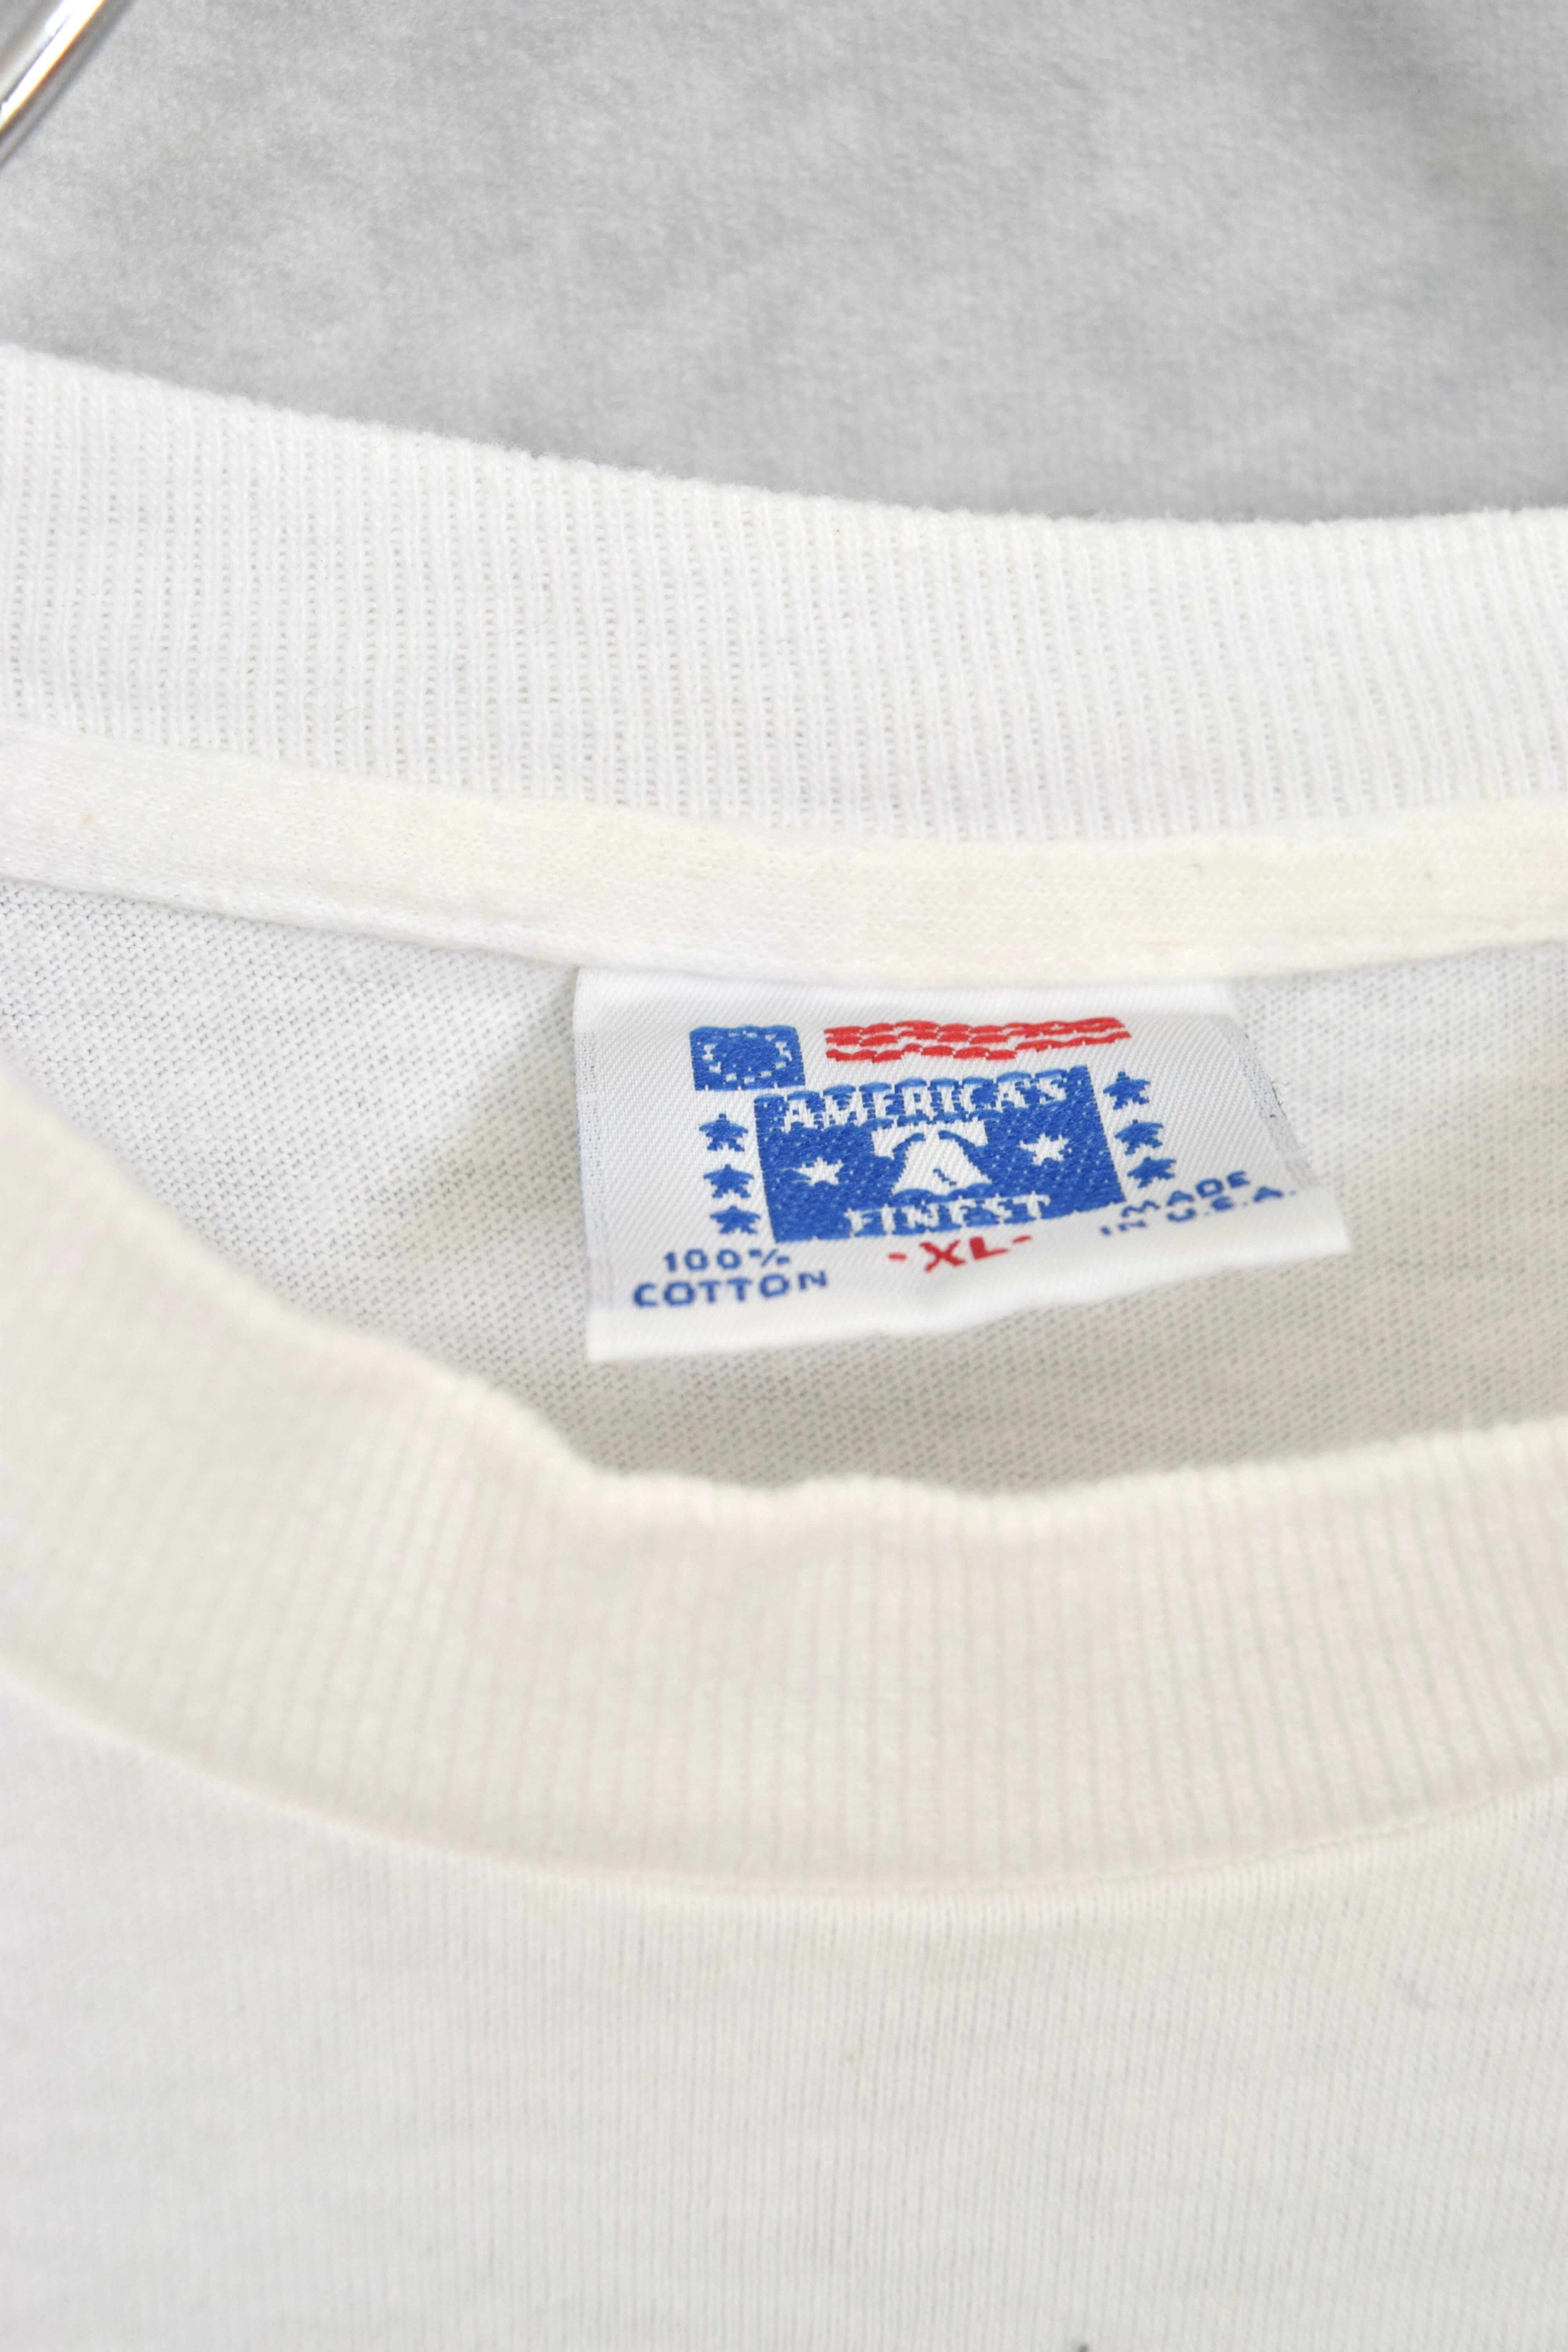 AMERICA'S
FINEST
100%
COTTON
-XL-
MADE
IN U.S.A.